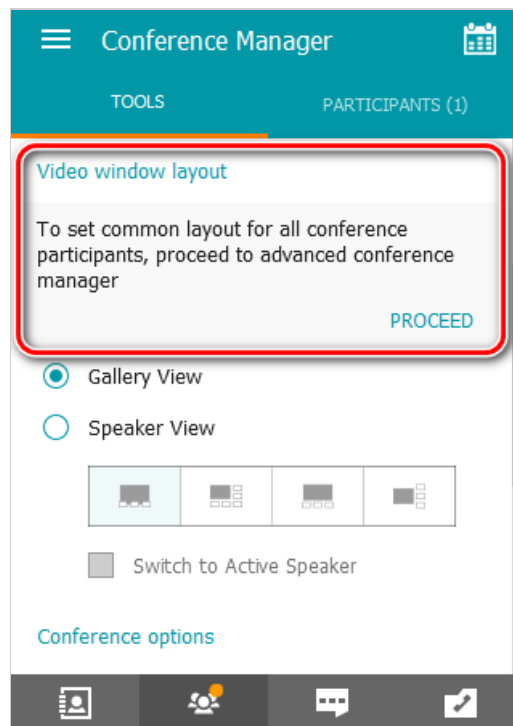 Conference Manager
TOOLS
PARTICIPANTS (1)
Video window layout
To set common layout for all conference
participants, proceed to advanced conference
manager
PROCEED
Gallery View
Speaker View
Switch to Active Speaker
Conference options